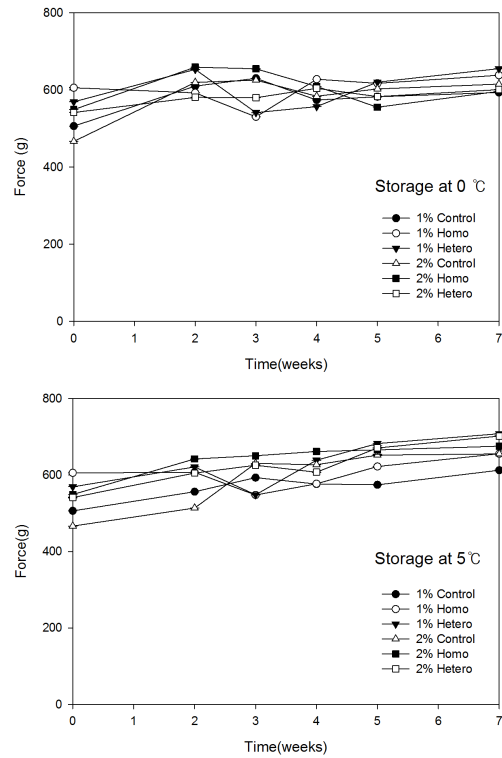 800
600
400
200
0
Force (g)
Storage at 0 ℃
1% Control
1% Homo
1% Hetero
2% Control
2% Homo
2% Hetero
0 1 2 3 4 5 6 7
Time(weeks)
800
600
400
200
0
Force(g)
Storage at 5℃
1% Control
1% Homo
1% Hetero
2% Control
2% Homo
2% Hetero
0 2 3 4 5 7
Time(weeks)